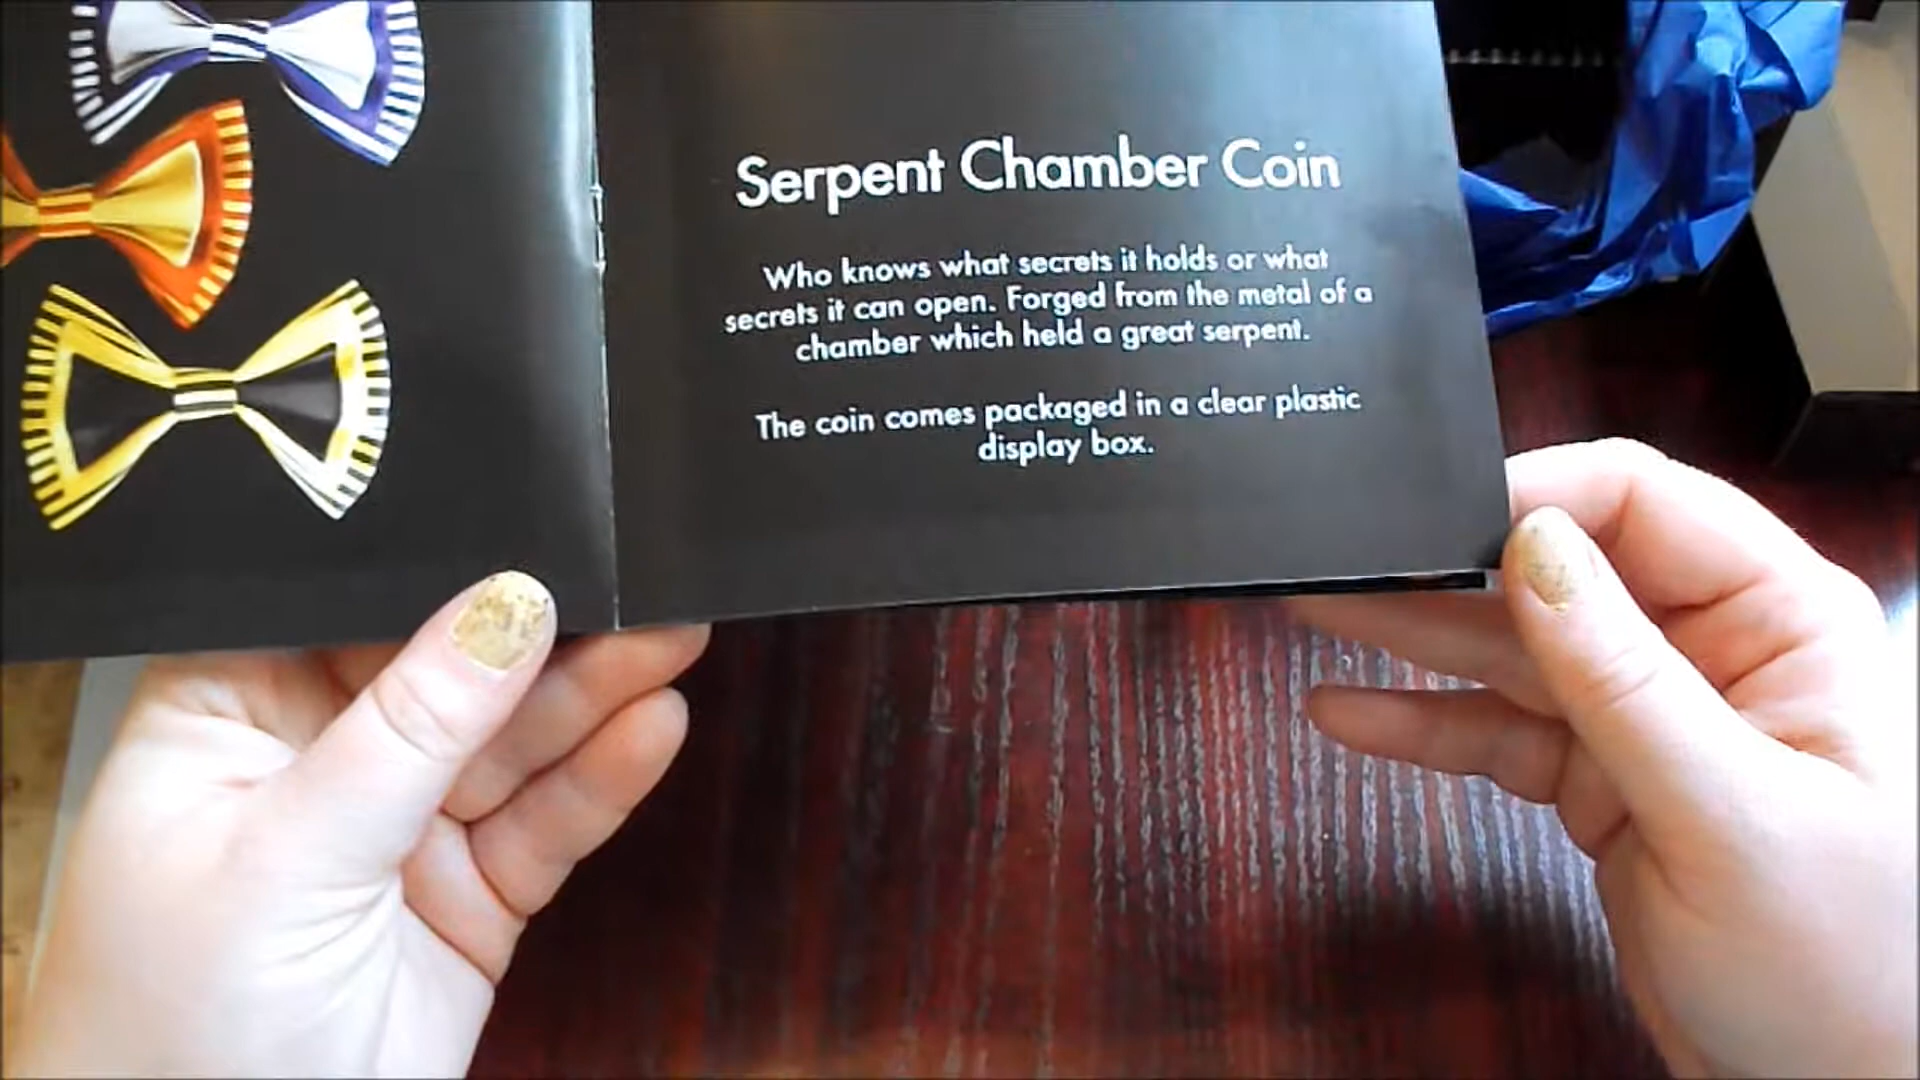 Serpent Chamber Coin
Who knows what secrets it holds or what
secrets it can open. Forged from the metal of a
chamber which held a great serpent.
The coin comes packaged in a clear plastic
display box.